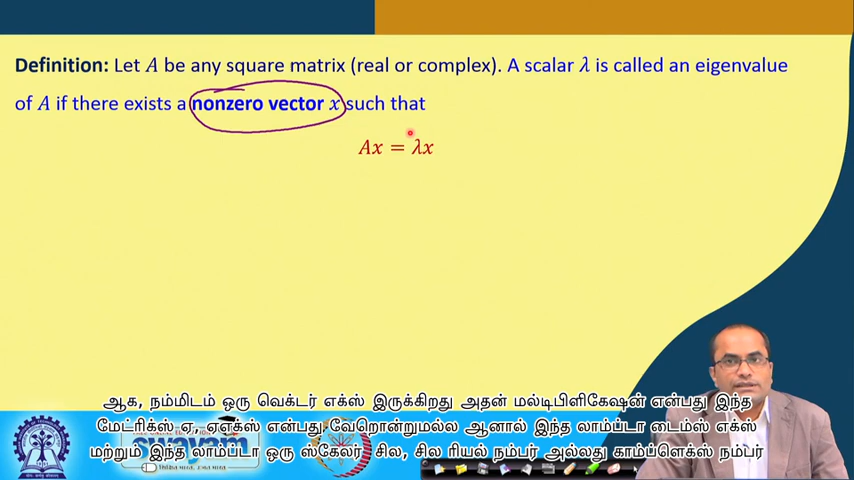 Definition: Let A be any square matrix (real or complex). A scalar λ is called an eigenvalue
of A if there exists a nonzero vector x such that
Ax = λx
ஆக, நம்மிடம் ஒரு வெக்டர் எக்ஸ் இருக்கிறது அதன் மல்டிபிளிகேஷன் என்பது இந்த
மேட்ரிக்ஸ் ஏ, ஏஎக்ஸ் என்பது வேறொன்றுமல்ல ஆனால் இந்த லாம்ப்டா டைம்ஸ் எக்ஸ்
மற்றும் இந்த லாம்ப்டா ஒரு ஸ்கேலர் சில, சில ரியல் நம்பர் அல்லது காம்ப்ளெக்ஸ் நம்பர்
swayam